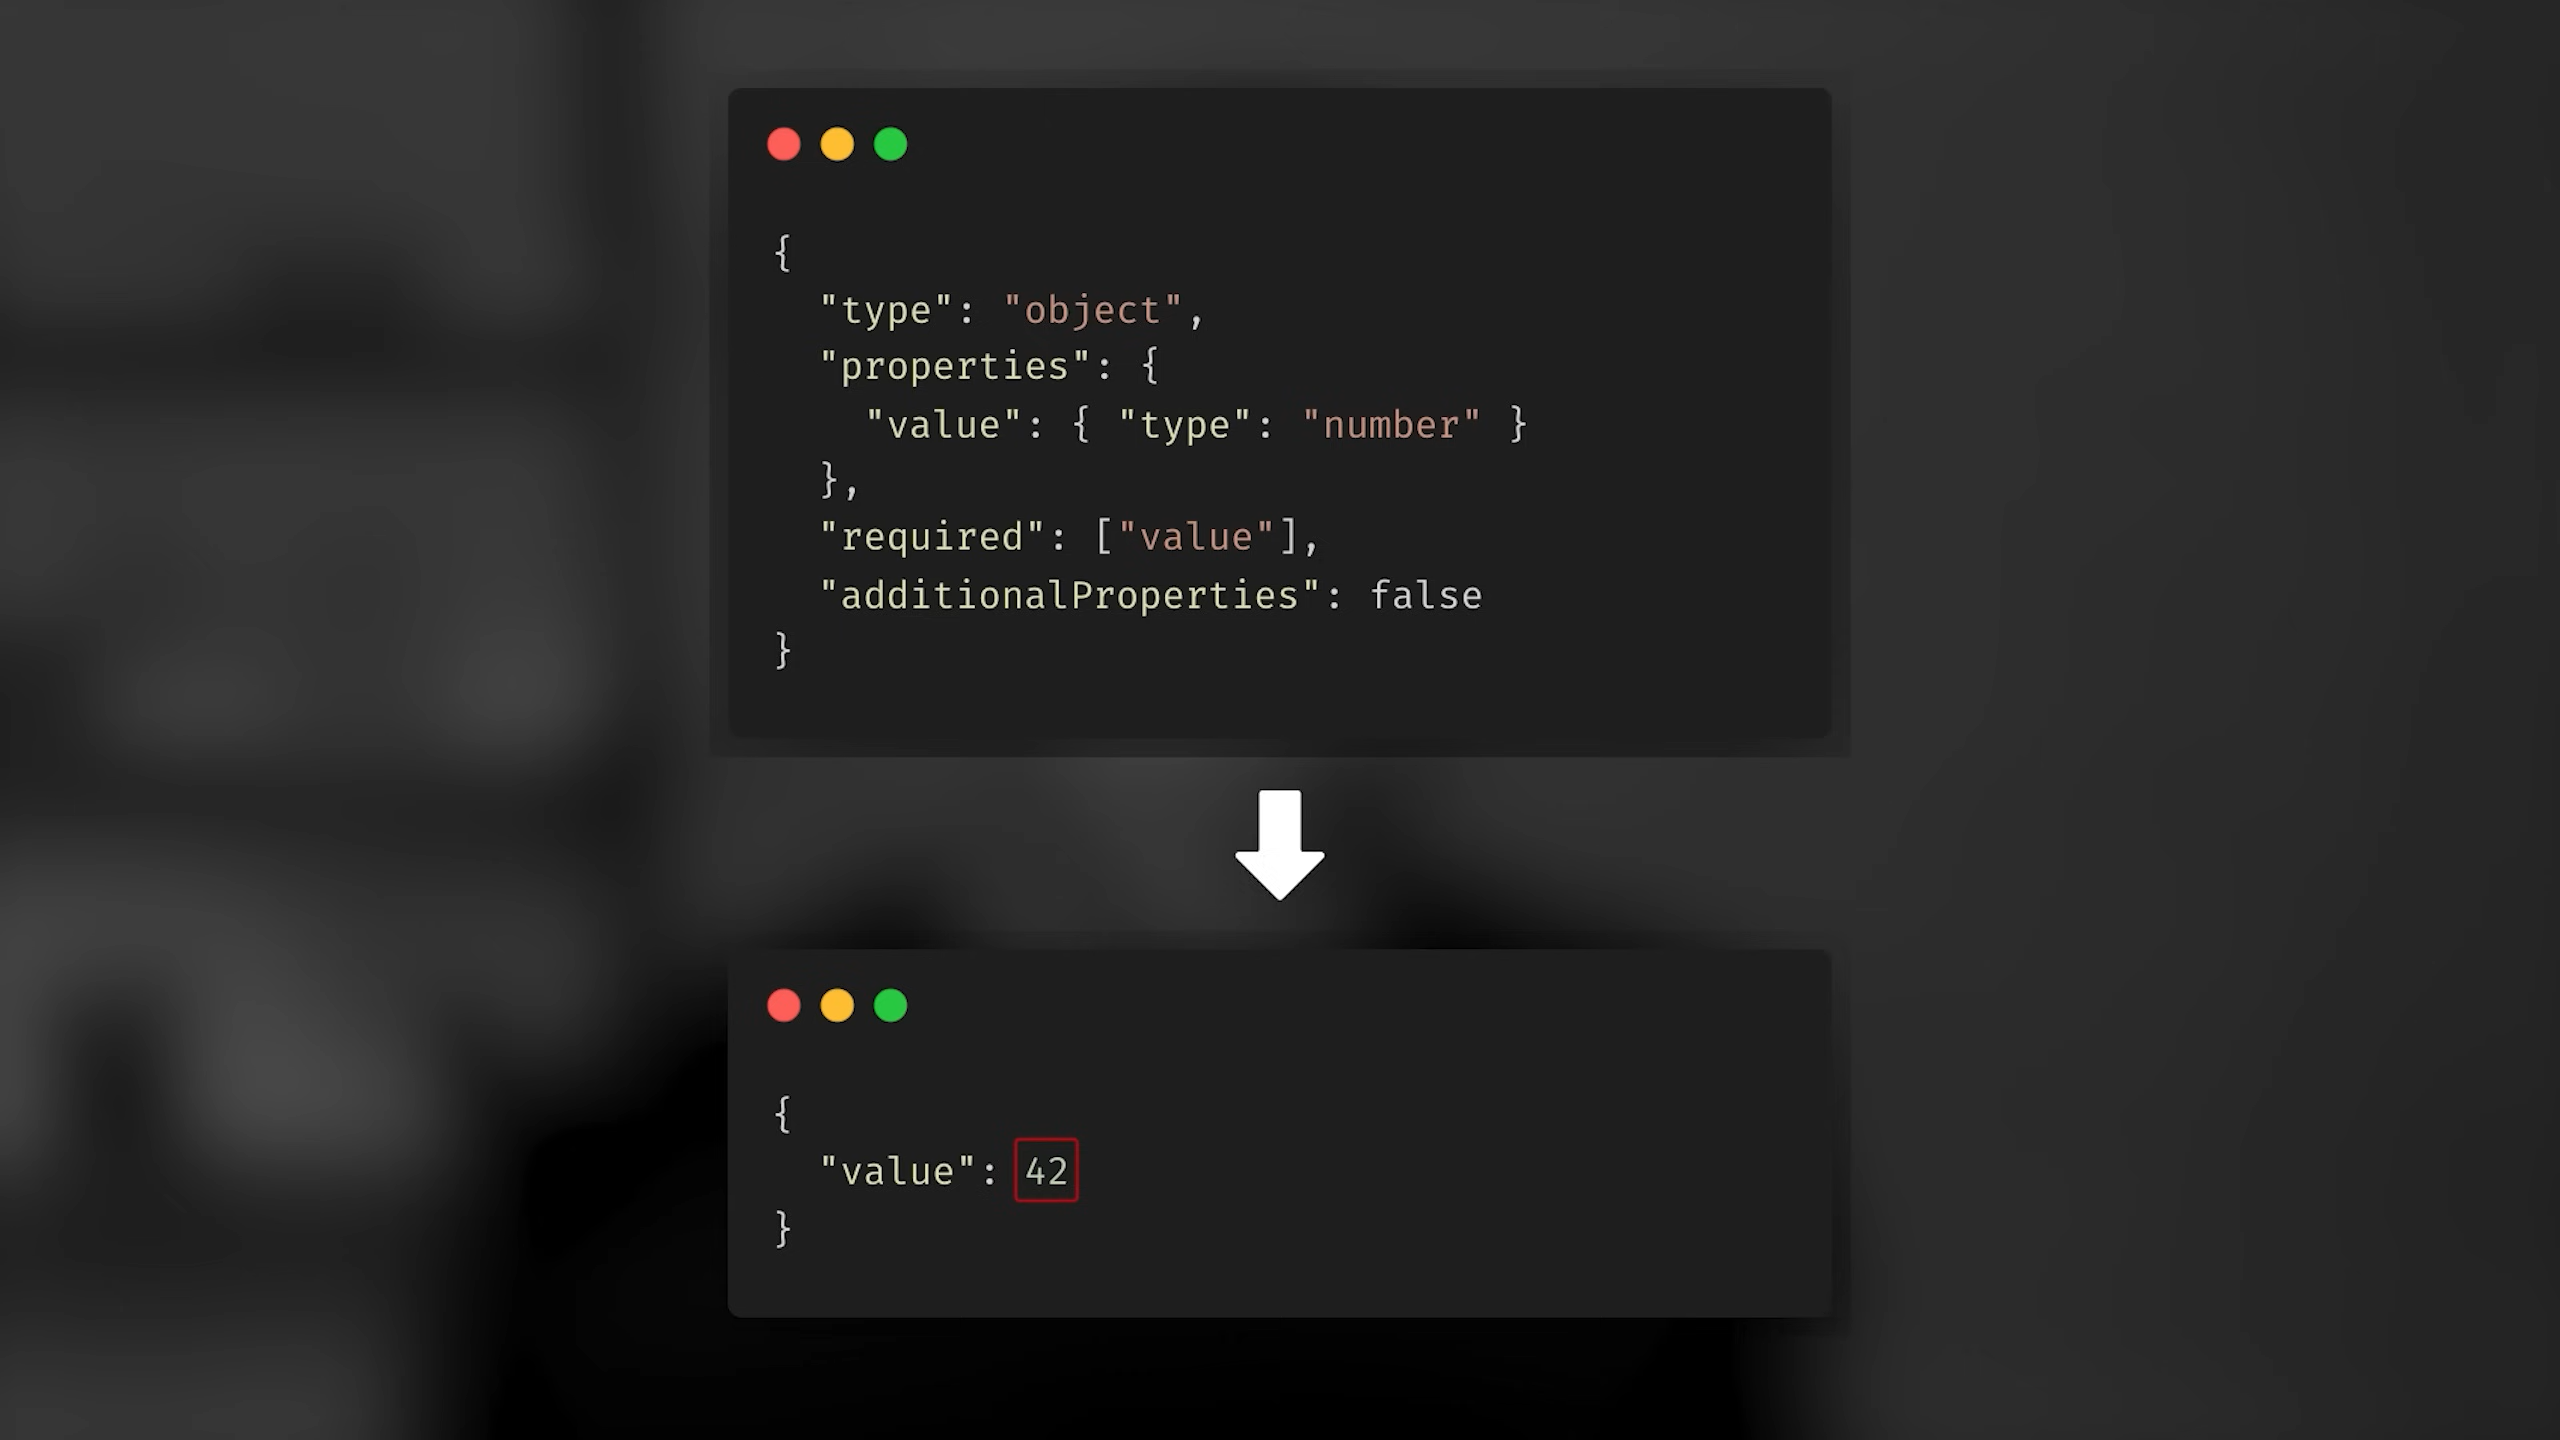 {
  "type": "object",
  "properties": {
    "value": { "type": "number" }
  },
  "required": ["value"],
  "additionalProperties": false
}
{
  "value": 42
}